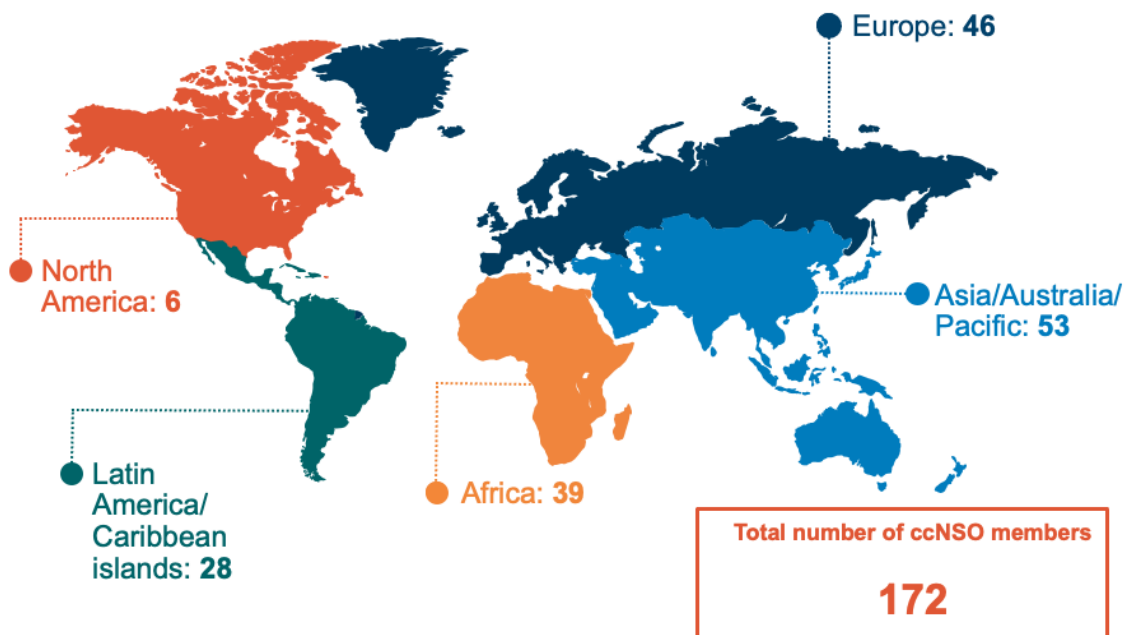 Europe: 46
North
America: 6
Asia/Australia/
Pacific: 53
Latin
America/
Caribbean
islands: 28
Africa: 39
Total number of ccNSO members
172